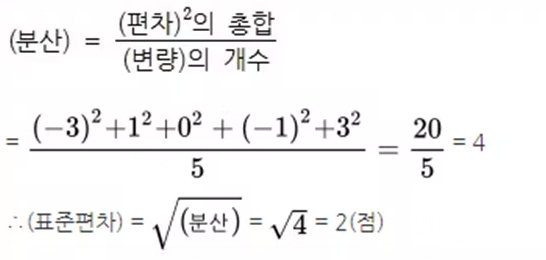 (분산) = (편차)²의 총합 / (변량)의 개수
= ((-3)²+1²+0² + (-1)²+3²) / 5 = 20/5 = 4
∴(표준편차) = √(분산) = √4 = 2(점)